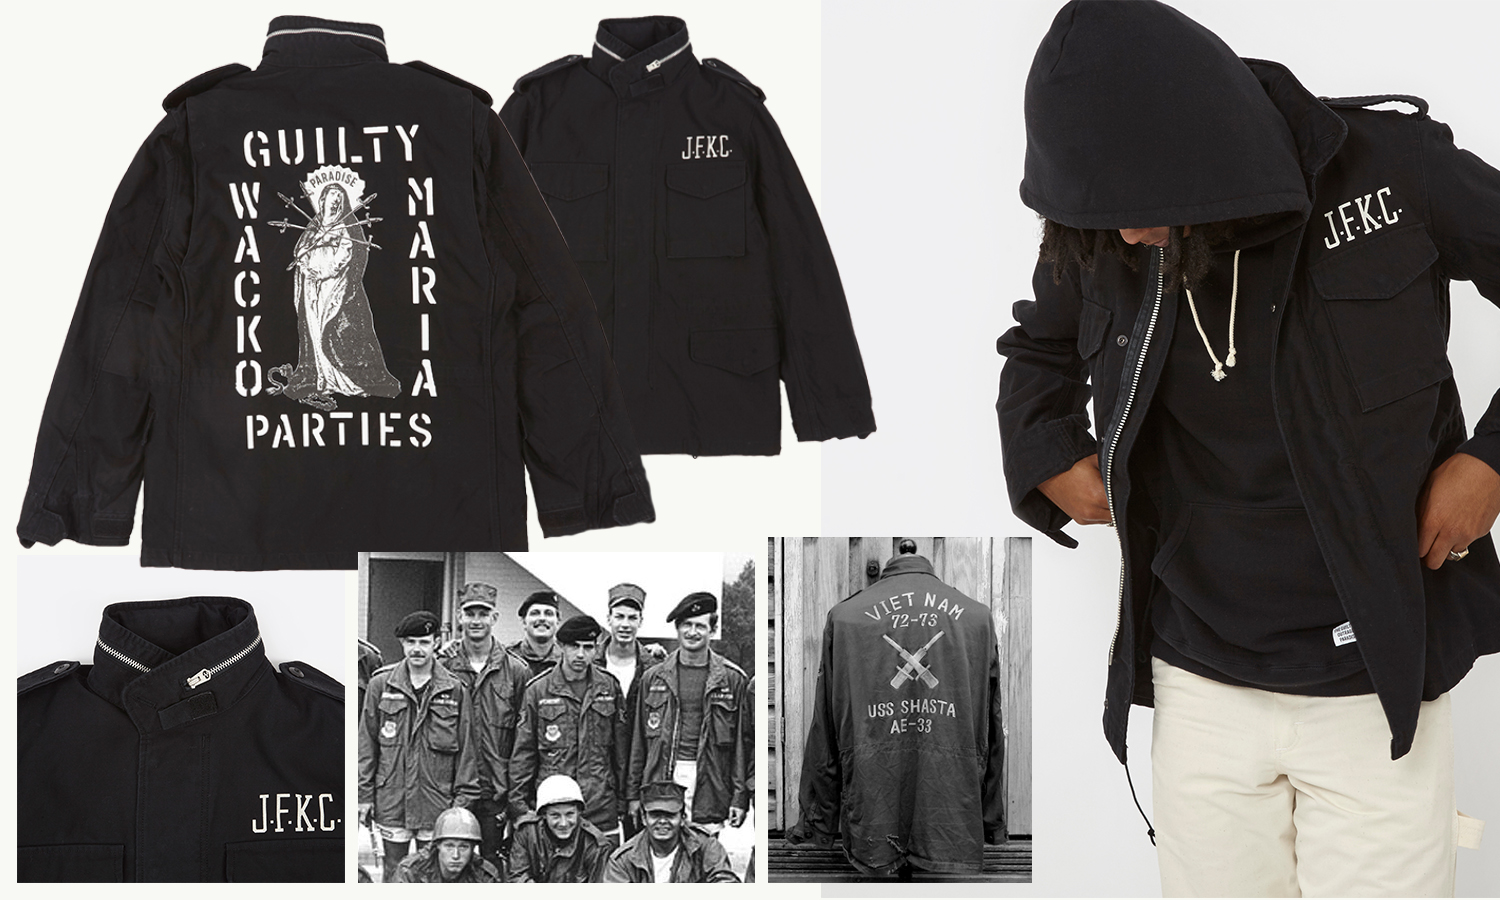 GUILTY
PARADISE
WACKO
MARIA
PARTIES
J.F.K.C.
J.F.K.C.
J.F.K.C.
VIET NAM
72-73
USS SHASTA
AE-33